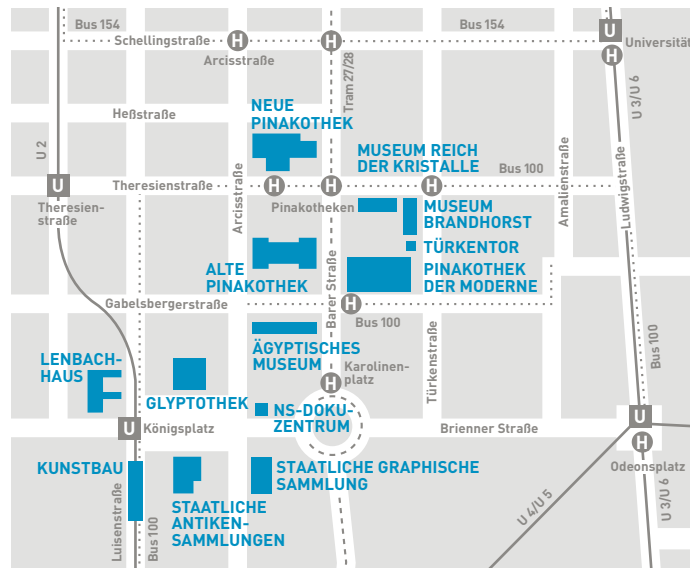 Bus 154
Bus 154
Schellingstraße
H
H
U
Universität
H
Arcisstraße
Tram 27/28
U 3/U 6
NEUE
PINAKOTHEK
Heßstraße
MUSEUM REICH
DER KRISTALLE
U 2
Bus 100
Amalienstraße
Ludwigstraße
U
Theresienstraße
H
H
H
Theresien-
straße
Arcisstraße
Pinakotheken
MUSEUM
BRANDHORST
TÜRKENTOR
ALTE
PINAKOTHEK
Barer Straße
PINAKOTHEK
DER MODERNE
Gabelsbergerstraße
H
Bus 100
Bus 100
ÄGYPTISCHES
MUSEUM
Türkenstraße
LENBACH-
HAUS
Karolinen-
platz
H
GLYPTOTHEK
NS-DOKU-
ZENTRUM
U
Königsplatz
Brienner Straße
U
H
Odeonsplatz
KUNSTBAU
STAATLICHE GRAPHISCHE
SAMMLUNG
STAATLICHE
ANTIKEN-
SAMMLUNGEN
Luisenstraße
Bus 100
U 4/U 5
U 3/U 6